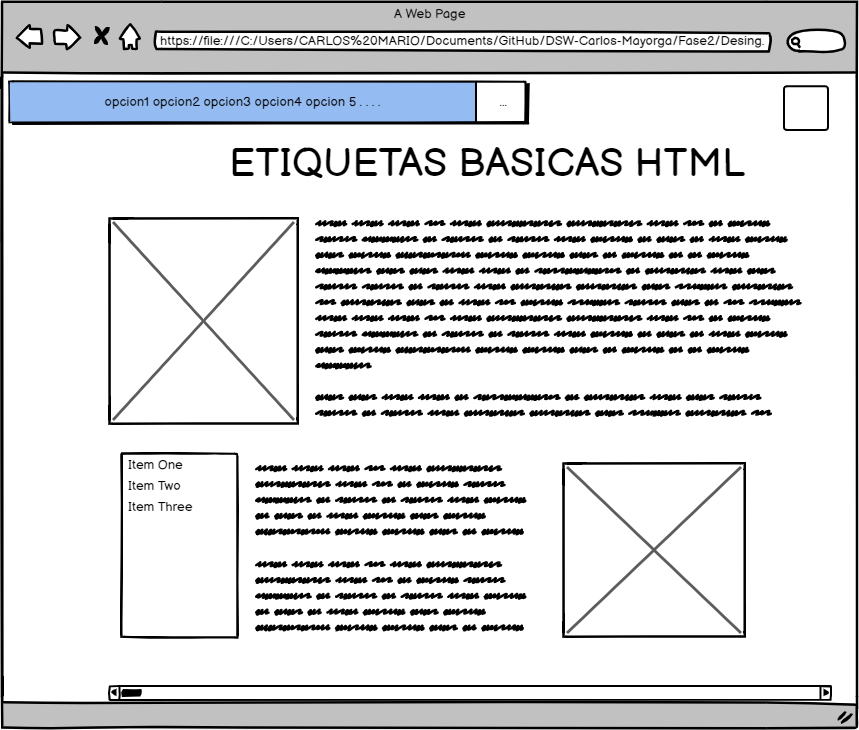 A Web Page
https://file:///C:/Users/CARLOS%20MARIO/Documents/GitHub/DSW-Carlos-Mayorga/Fase2/Desing.
opcion1 opcion2 opcion3 opcion4 opcion 5 . . . .
...
ETIQUETAS BASICAS HTML
Item One
Item Two
Item Three